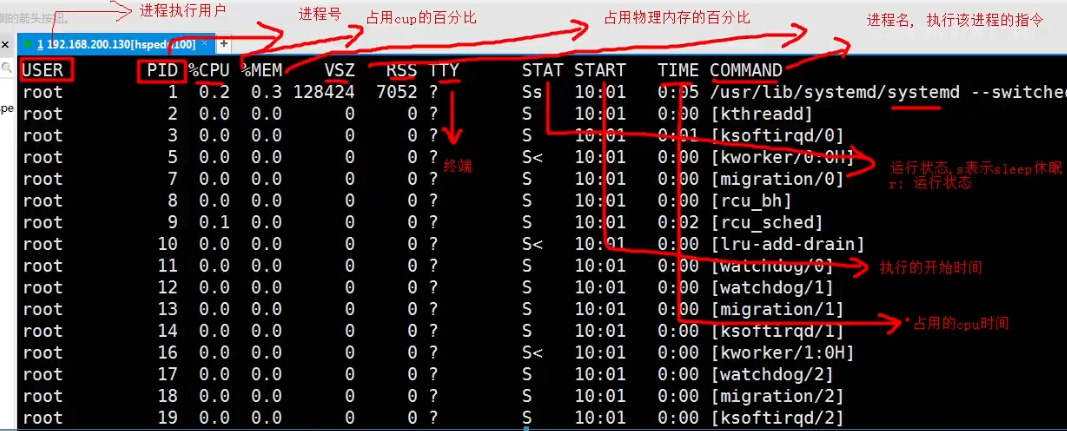 侧的箭头按钮。
进程执行用户
进程号
占用cup的百分比
占用物理内存的百分比
进程名, 执行该进程的指令
1 192.168.200.130[hspedu100]
USER PID %CPU %MEM VSZ RSS TTY STAT START TIME COMMAND
root 1 0.2 0.3 128424 7052 ? Ss 10:01 0:05 /usr/lib/systemd/systemd --switched
root 2 0.0 0.0 0 0 ? S 10:01 0:00 [kthreadd]
root 3 0.0 0.0 0 0 ? S 10:01 0:01 [ksoftirqd/0]
root 5 0.0 0.0 0 0 ? S< 10:01 0:00 [kworker/0:0H]
root 7 0.0 0.0 0 0 ? S 10:01 0:00 [migration/0]
root 8 0.0 0.0 0 0 ? S 10:01 0:00 [rcu_bh]
root 9 0.1 0.0 0 0 ? S 10:01 0:02 [rcu_sched]
root 10 0.0 0.0 0 0 ? S< 10:01 0:00 [lru-add-drain]
root 11 0.0 0.0 0 0 ? S 10:01 0:00 [watchdog/0]
root 12 0.0 0.0 0 0 ? S 10:01 0:00 [watchdog/1]
root 13 0.0 0.0 0 0 ? S 10:01 0:00 [migration/1]
root 14 0.0 0.0 0 0 ? S 10:01 0:00 [ksoftirqd/1]
root 16 0.0 0.0 0 0 ? S< 10:01 0:00 [kworker/1:0H]
root 17 0.0 0.0 0 0 ? S 10:01 0:00 [watchdog/2]
root 18 0.0 0.0 0 0 ? S 10:01 0:00 [migration/2]
root 19 0.0 0.0 0 0 ? S 10:01 0:00 [ksoftirqd/2]
spe
终端
运行状态,s表示sleep休眠
r: 运行状态
执行的开始时间
占用的cpu时间